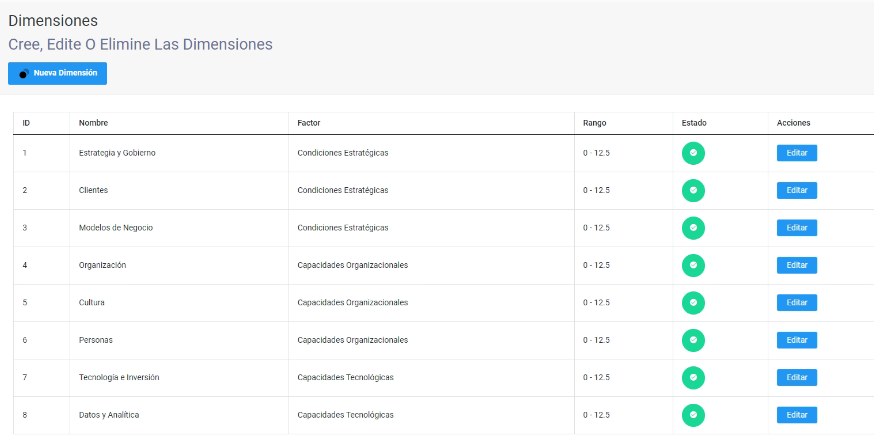 Dimensiones
Cree, Edite O Elimine Las Dimensiones
Nueva Dimensión
ID Nombre Factor Rango Estado Acciones
1 Estrategia y Gobierno Condiciones Estratégicas 0 - 12.5 Editar
2 Clientes Condiciones Estratégicas 0 - 12.5 Editar
3 Modelos de Negocio Condiciones Estratégicas 0 - 12.5 Editar
4 Organización Capacidades Organizacionales 0 - 12.5 Editar
5 Cultura Capacidades Organizacionales 0 - 12.5 Editar
6 Personas Capacidades Organizacionales 0 - 12.5 Editar
7 Tecnología e Inversión Capacidades Tecnológicas 0 - 12.5 Editar
8 Datos y Analítica Capacidades Tecnológicas 0 - 12.5 Editar